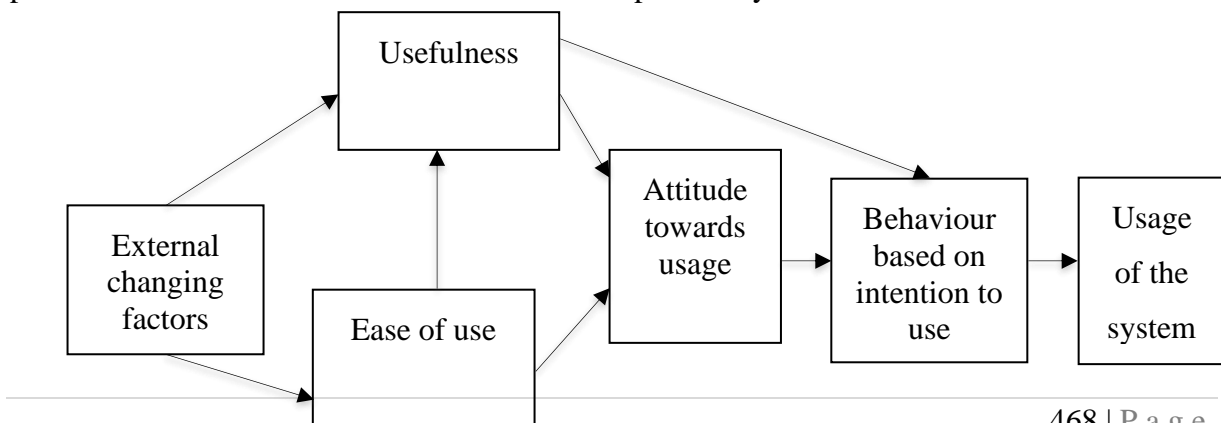 Usefulness
External
changing
factors
Ease of use
Attitude
towards
usage
Behaviour
based on
intention to
use
Usage
of the
system
468 | P a g e